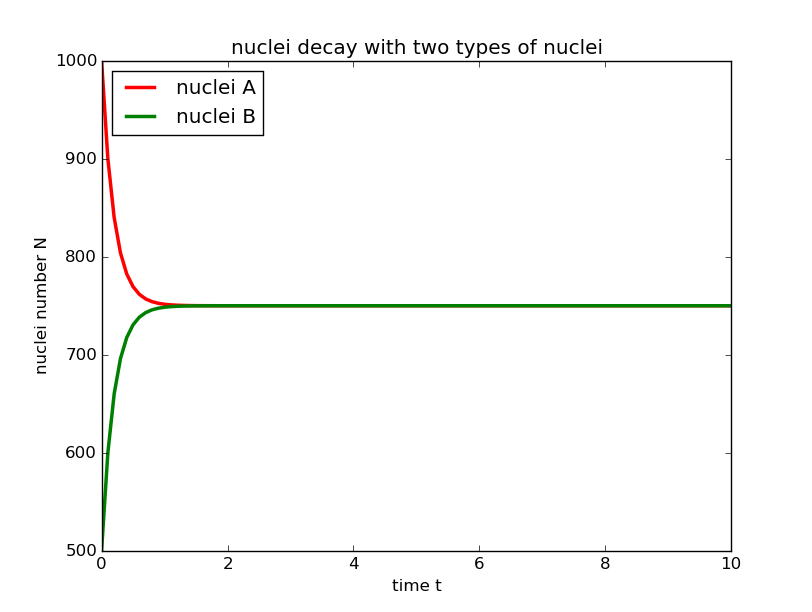 nuclei decay with two types of nuclei
1000
900
800
700
600
500
nuclei number N
nuclei A
nuclei B
0 2 4 6 8 10
time t